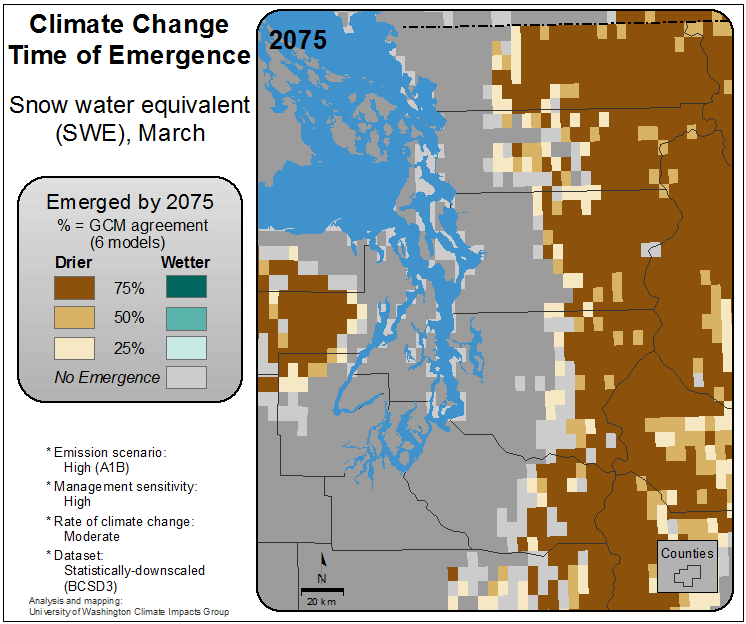 Climate Change
Time of Emergence
Snow water equivalent
(SWE), March
Emerged by 2075
% = GCM agreement
(6 models)
Drier Wetter
75%
50%
25%
No Emergence
* Emission scenario:
High (A1B)
* Management sensitivity:
High
* Rate of climate change:
Moderate
* Dataset:
Statistically-downscaled
(BCSD3)
Analysis and mapping:
University of Washington Climate Impacts Group
2075
N
20 km
Counties